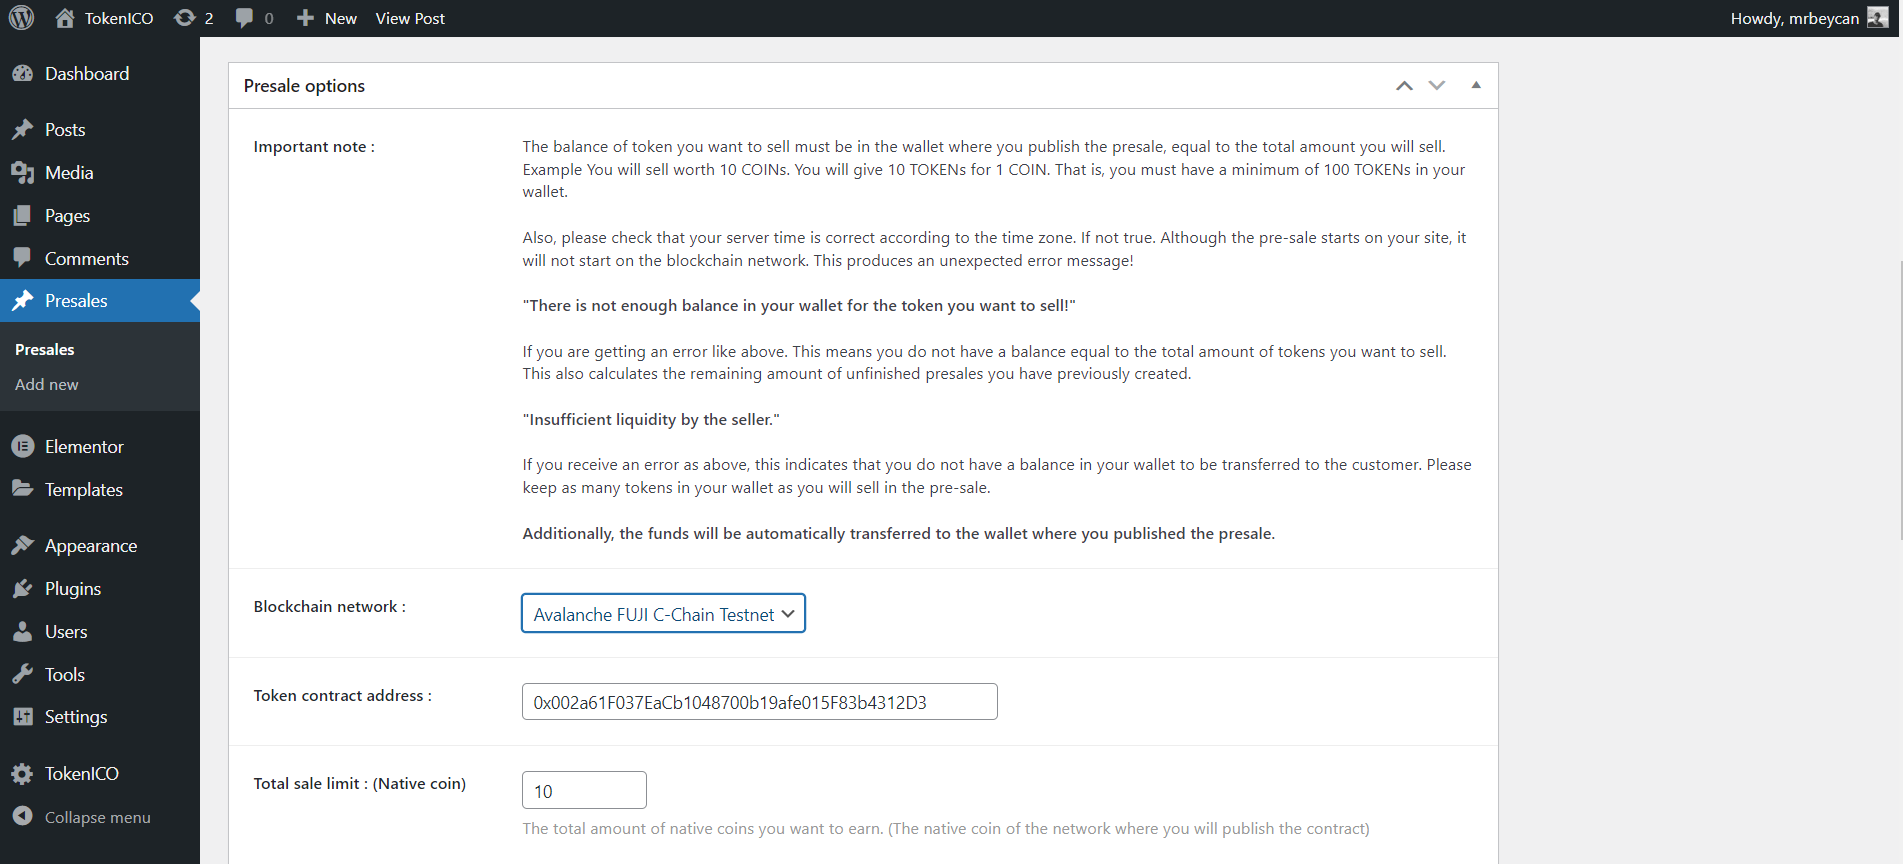 TokenICO 2 0 New View Post Howdy, mrbeycan
Dashboard
Posts
Media
Pages
Comments
Presales
Presales
Add new
Elementor
Templates
Appearance
Plugins
Users
Tools
Settings
TokenICO
Collapse menu
Presale options
Important note :
The balance of token you want to sell must be in the wallet where you publish the presale, equal to the total amount you will sell.
Example You will sell worth 10 COINs. You will give 10 TOKENs for 1 COIN. That is, you must have a minimum of 100 TOKENs in your
wallet.
Also, please check that your server time is correct according to the time zone. If not true. Although the pre-sale starts on your site, it
will not start on the blockchain network. This produces an unexpected error message!
"There is not enough balance in your wallet for the token you want to sell!"
If you are getting an error like above. This means you do not have a balance equal to the total amount of tokens you want to sell.
This also calculates the remaining amount of unfinished presales you have previously created.
"Insufficient liquidity by the seller."
If you receive an error as above, this indicates that you do not have a balance in your wallet to be transferred to the customer. Please
keep as many tokens in your wallet as you will sell in the pre-sale.
Additionally, the funds will be automatically transferred to the wallet where you published the presale.
Blockchain network :
Avalanche FUJI C-Chain Testnet
Token contract address :
0x002a61F037EaCb1048700b19afe015F83b4312D3
Total sale limit : (Native coin)
10
The total amount of native coins you want to earn. (The native coin of the network where you will publish the contract)